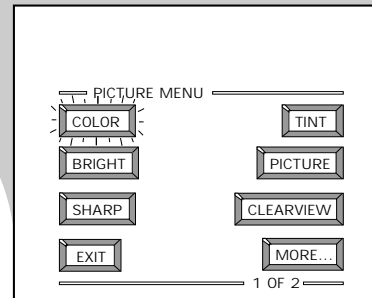 PICTURE MENU
COLOR TINT
BRIGHT PICTURE
SHARP CLEARVIEW
EXIT MORE...
1 OF 2